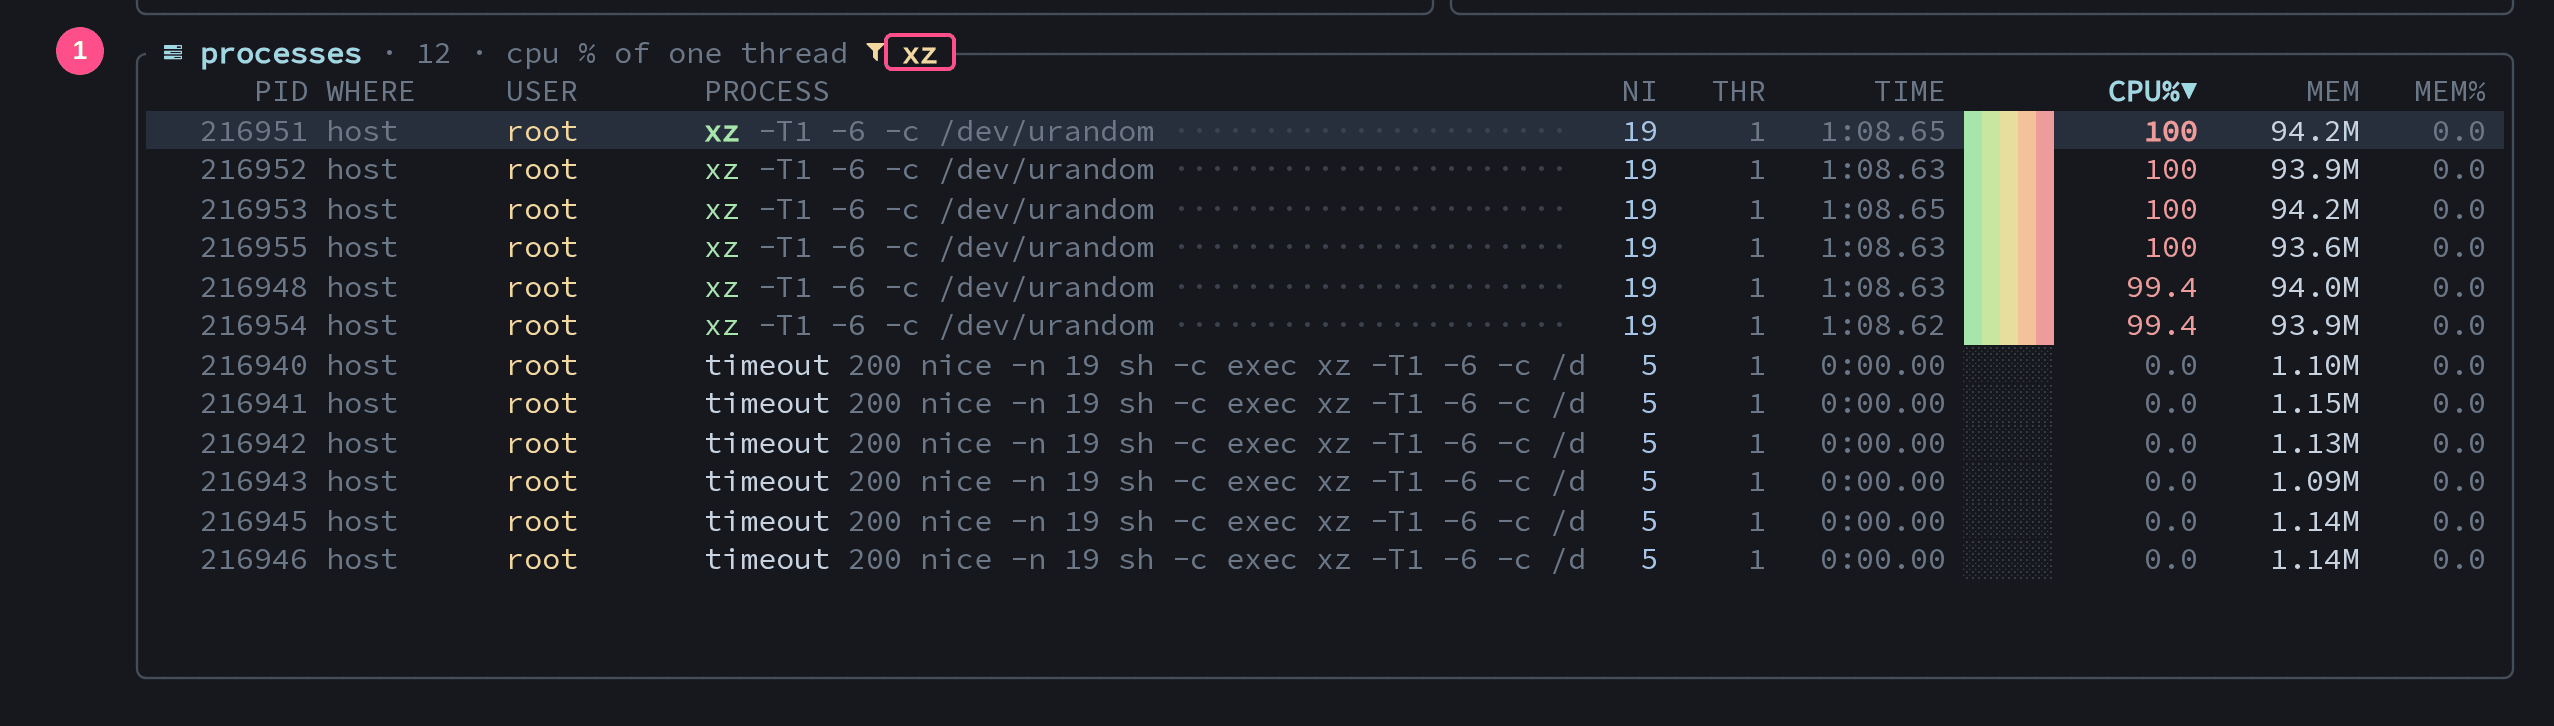 1
processes · 12 · cpu % of one thread xz
PID WHERE USER PROCESS NI THR TIME CPU%▼ MEM MEM%
216951 host root xz -T1 -6 -c /dev/urandom 19 1 1:08.65 100 94.2M 0.0
216952 host root xz -T1 -6 -c /dev/urandom 19 1 1:08.63 100 93.9M 0.0
216953 host root xz -T1 -6 -c /dev/urandom 19 1 1:08.65 100 94.2M 0.0
216955 host root xz -T1 -6 -c /dev/urandom 19 1 1:08.63 100 93.6M 0.0
216948 host root xz -T1 -6 -c /dev/urandom 19 1 1:08.63 99.4 94.0M 0.0
216954 host root xz -T1 -6 -c /dev/urandom 19 1 1:08.62 99.4 93.9M 0.0
216940 host root timeout 200 nice -n 19 sh -c exec xz -T1 -6 -c /d 5 1 0:00.00 0.0 1.10M 0.0
216941 host root timeout 200 nice -n 19 sh -c exec xz -T1 -6 -c /d 5 1 0:00.00 0.0 1.15M 0.0
216942 host root timeout 200 nice -n 19 sh -c exec xz -T1 -6 -c /d 5 1 0:00.00 0.0 1.13M 0.0
216943 host root timeout 200 nice -n 19 sh -c exec xz -T1 -6 -c /d 5 1 0:00.00 0.0 1.09M 0.0
216945 host root timeout 200 nice -n 19 sh -c exec xz -T1 -6 -c /d 5 1 0:00.00 0.0 1.14M 0.0
216946 host root timeout 200 nice -n 19 sh -c exec xz -T1 -6 -c /d 5 1 0:00.00 0.0 1.14M 0.0